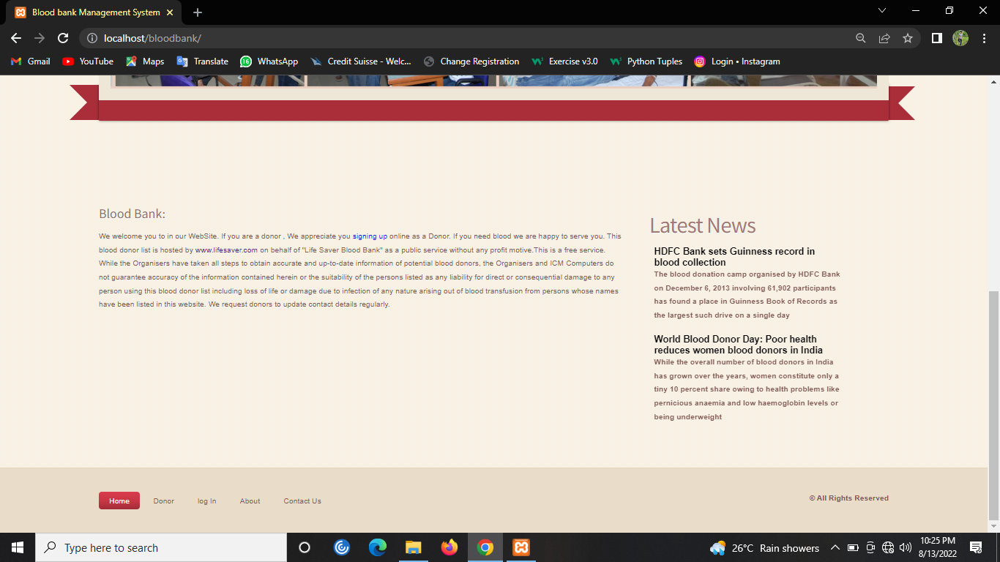 Blood bank Management System
localhost/bloodbank/
Gmail
YouTube
Maps
Translate
16
WhatsApp
Credit Suisse - Welc...
Change Registration
Exercise v3.0
Python Tuples
Login • Instagram
Blood Bank:
We welcome you to in our WebSite. If you are a donor , We appreciate you signing up online as a Donor. If you need blood we are happy to serve you. This
blood donor list is hosted by www.lifesaver.com on behalf of "Life Saver Blood Bank" as a public service without any profit motive.This is a free service.
While the Organisers have taken all steps to obtain accurate and up-to-date information of potential blood donors, the Organisers and ICM Computers do
not guarantee accuracy of the information contained herein or the suitability of the persons listed as any liability for direct or consequential damage to any
person using this blood donor list including loss of life or damage due to infection of any nature arising out of blood transfusion from persons whose names
have been listed in this website. We request donors to update contact details regularly.
Latest News
HDFC Bank sets Guinness record in
blood collection
The blood donation camp organised by HDFC Bank
on December 6, 2013 involving 61,902 participants
has found a place in Guinness Book of Records as
the largest such drive on a single day
World Blood Donor Day: Poor health
reduces women blood donors in India
While the overall number of blood donors in India
has grown over the years, women constitute only a
tiny 10 percent share owing to health problems like
pernicious anaemia and low haemoglobin levels or
being underweight
Home
Donor
log In
About
Contact Us
© All Rights Reserved
Type here to search
26°C Rain showers
10:25 PM
8/13/2022